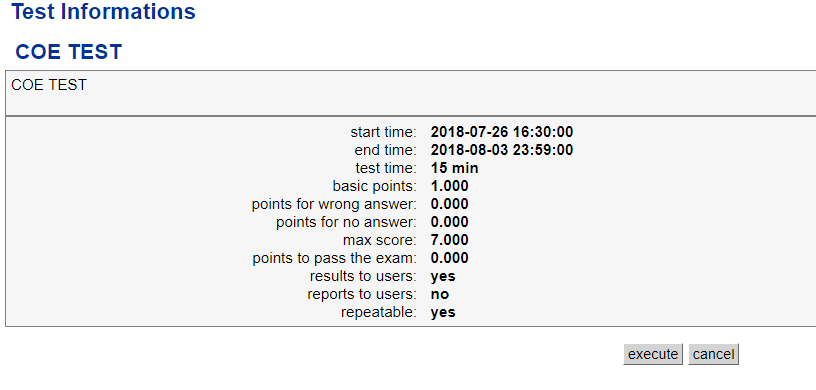 Test Informations
COE TEST
COE TEST
start time: 2018-07-26 16:30:00
end time: 2018-08-03 23:59:00
test time: 15 min
basic points: 1.000
points for wrong answer: 0.000
points for no answer: 0.000
max score: 7.000
points to pass the exam: 0.000
results to users: yes
reports to users: no
repeatable: yes
execute cancel